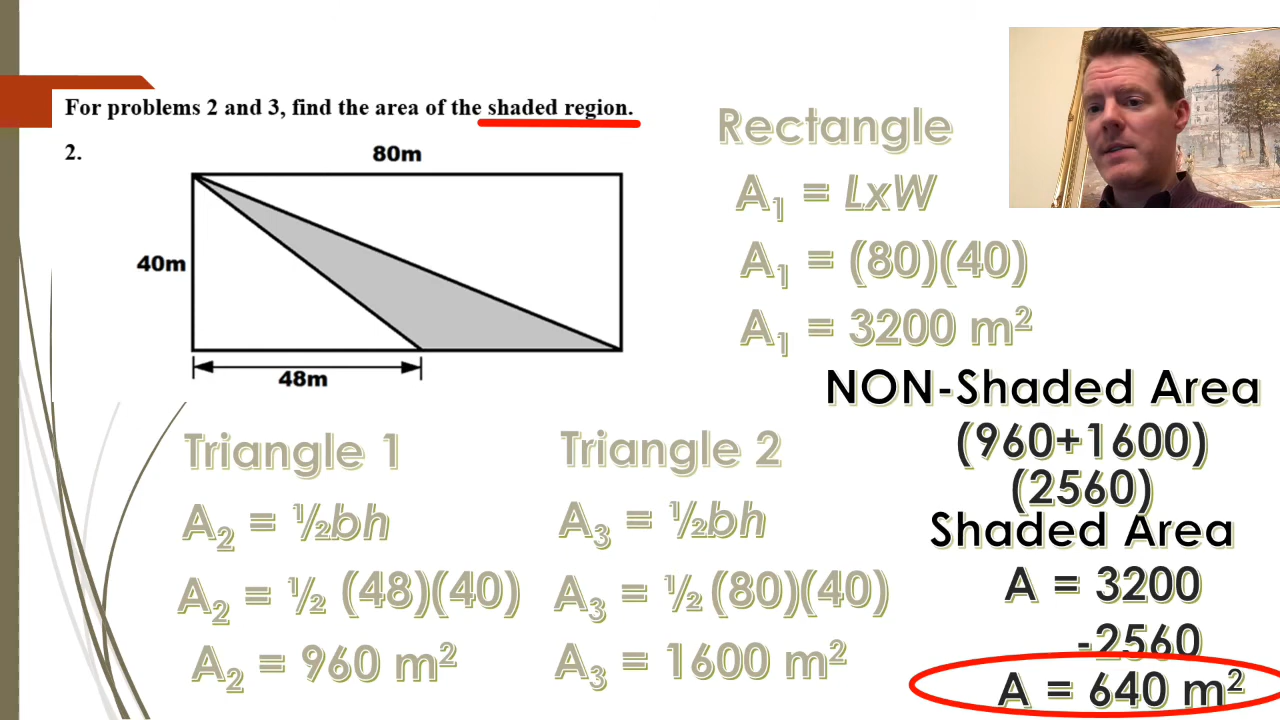 For problems 2 and 3, find the area of the shaded region.
2.
80m
40m
48m
Rectangle
A₁ = LxW
A₁ = (80)(40)
A₁ = 3200 m²
NON-Shaded Area
(960+1600)
(2560)
Shaded Area
A = 3200
-2560
A = 640 m²
Triangle 1
A₂ = ½bh
A₂ = ½ (48)(40)
A₂ = 960 m²
Triangle 2
A₃ = ½bh
A₃ = ½ (80)(40)
A₃ = 1600 m²